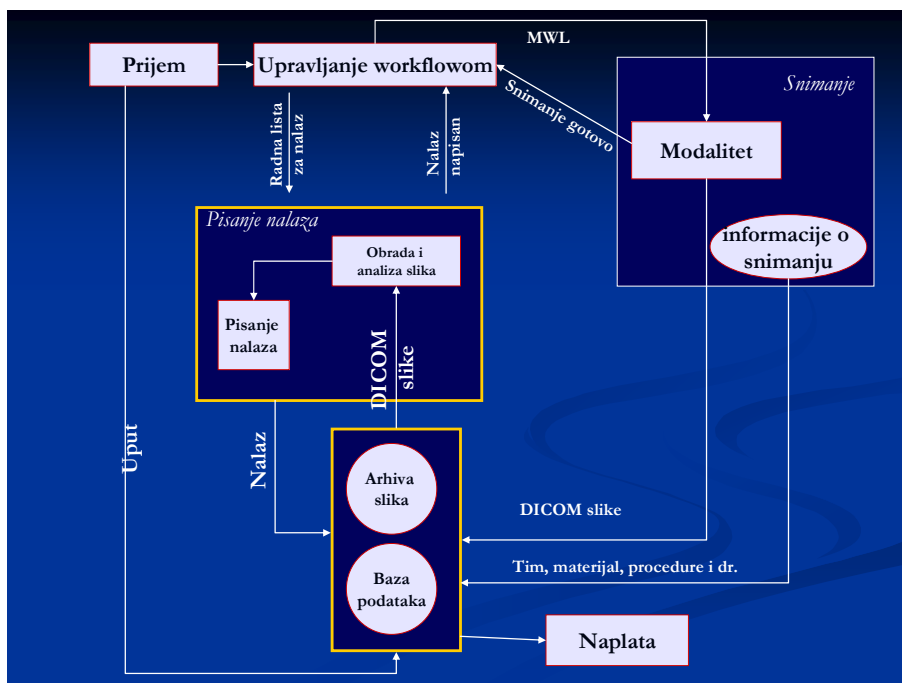 MWL
Prijem
Upravljanje workflowom
Snimanje
Snimanje gotovo
Modalitet
Radna lista
za nalaz
Nalaz
napisan
Pisanje nalaza
informacije o
snimanju
Obrada i
analiza slika
Pisanje
nalaza
DICOM
slike
Uput
Nalaz
Arhiva
slika
DICOM slike
Tim, materijal, procedure i dr.
Baza
podataka
Naplata